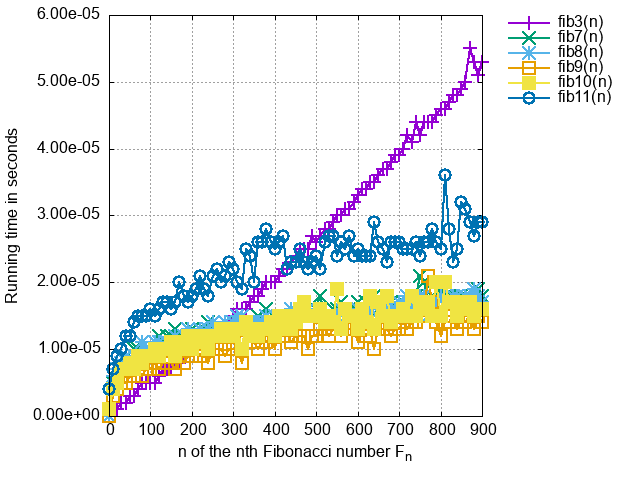 6.00e-05
5.00e-05
4.00e-05
3.00e-05
2.00e-05
1.00e-05
0.00e+00
0 100 200 300 400 500 600 700 800 900
Running time in seconds
n of the nth Fibonacci number Fn
fib3(n)
fib7(n)
fib8(n)
fib9(n)
fib10(n)
fib11(n)